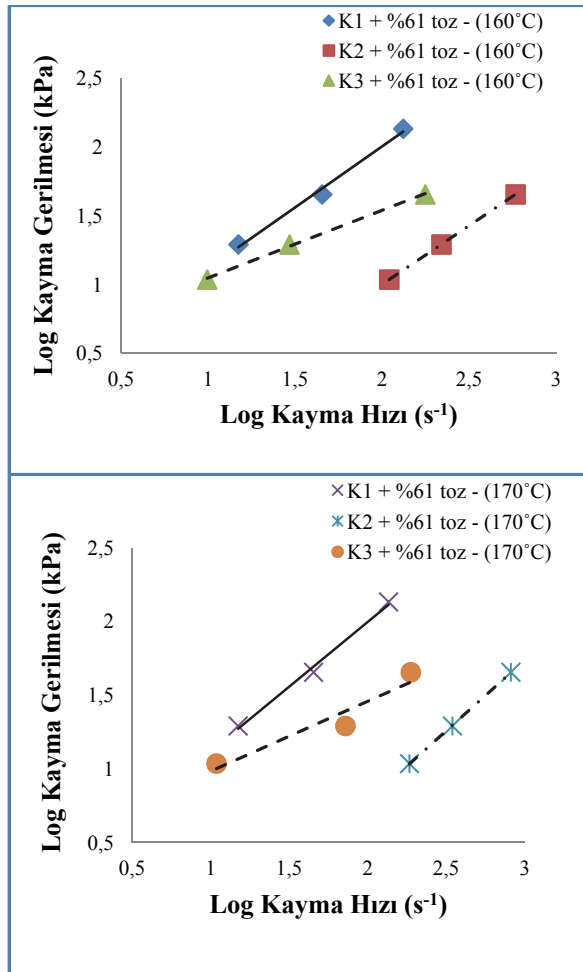 K1 + %61 toz - (160˚C)
K2 + %61 toz - (160˚C)
K3 + %61 toz - (160˚C)
Log Kayma Gerilmesi (kPa)
2,5
2
1,5
1
0,5
0,5 1 1,5 2 2,5 3
Log Kayma Hızı (s⁻¹)
K1 + %61 toz - (170˚C)
K2 + %61 toz - (170˚C)
K3 + %61 toz - (170˚C)
Log Kayma Gerilmesi (kPa)
2,5
2
1,5
1
0,5
0,5 1 1,5 2 2,5 3
Log Kayma Hızı (s⁻¹)